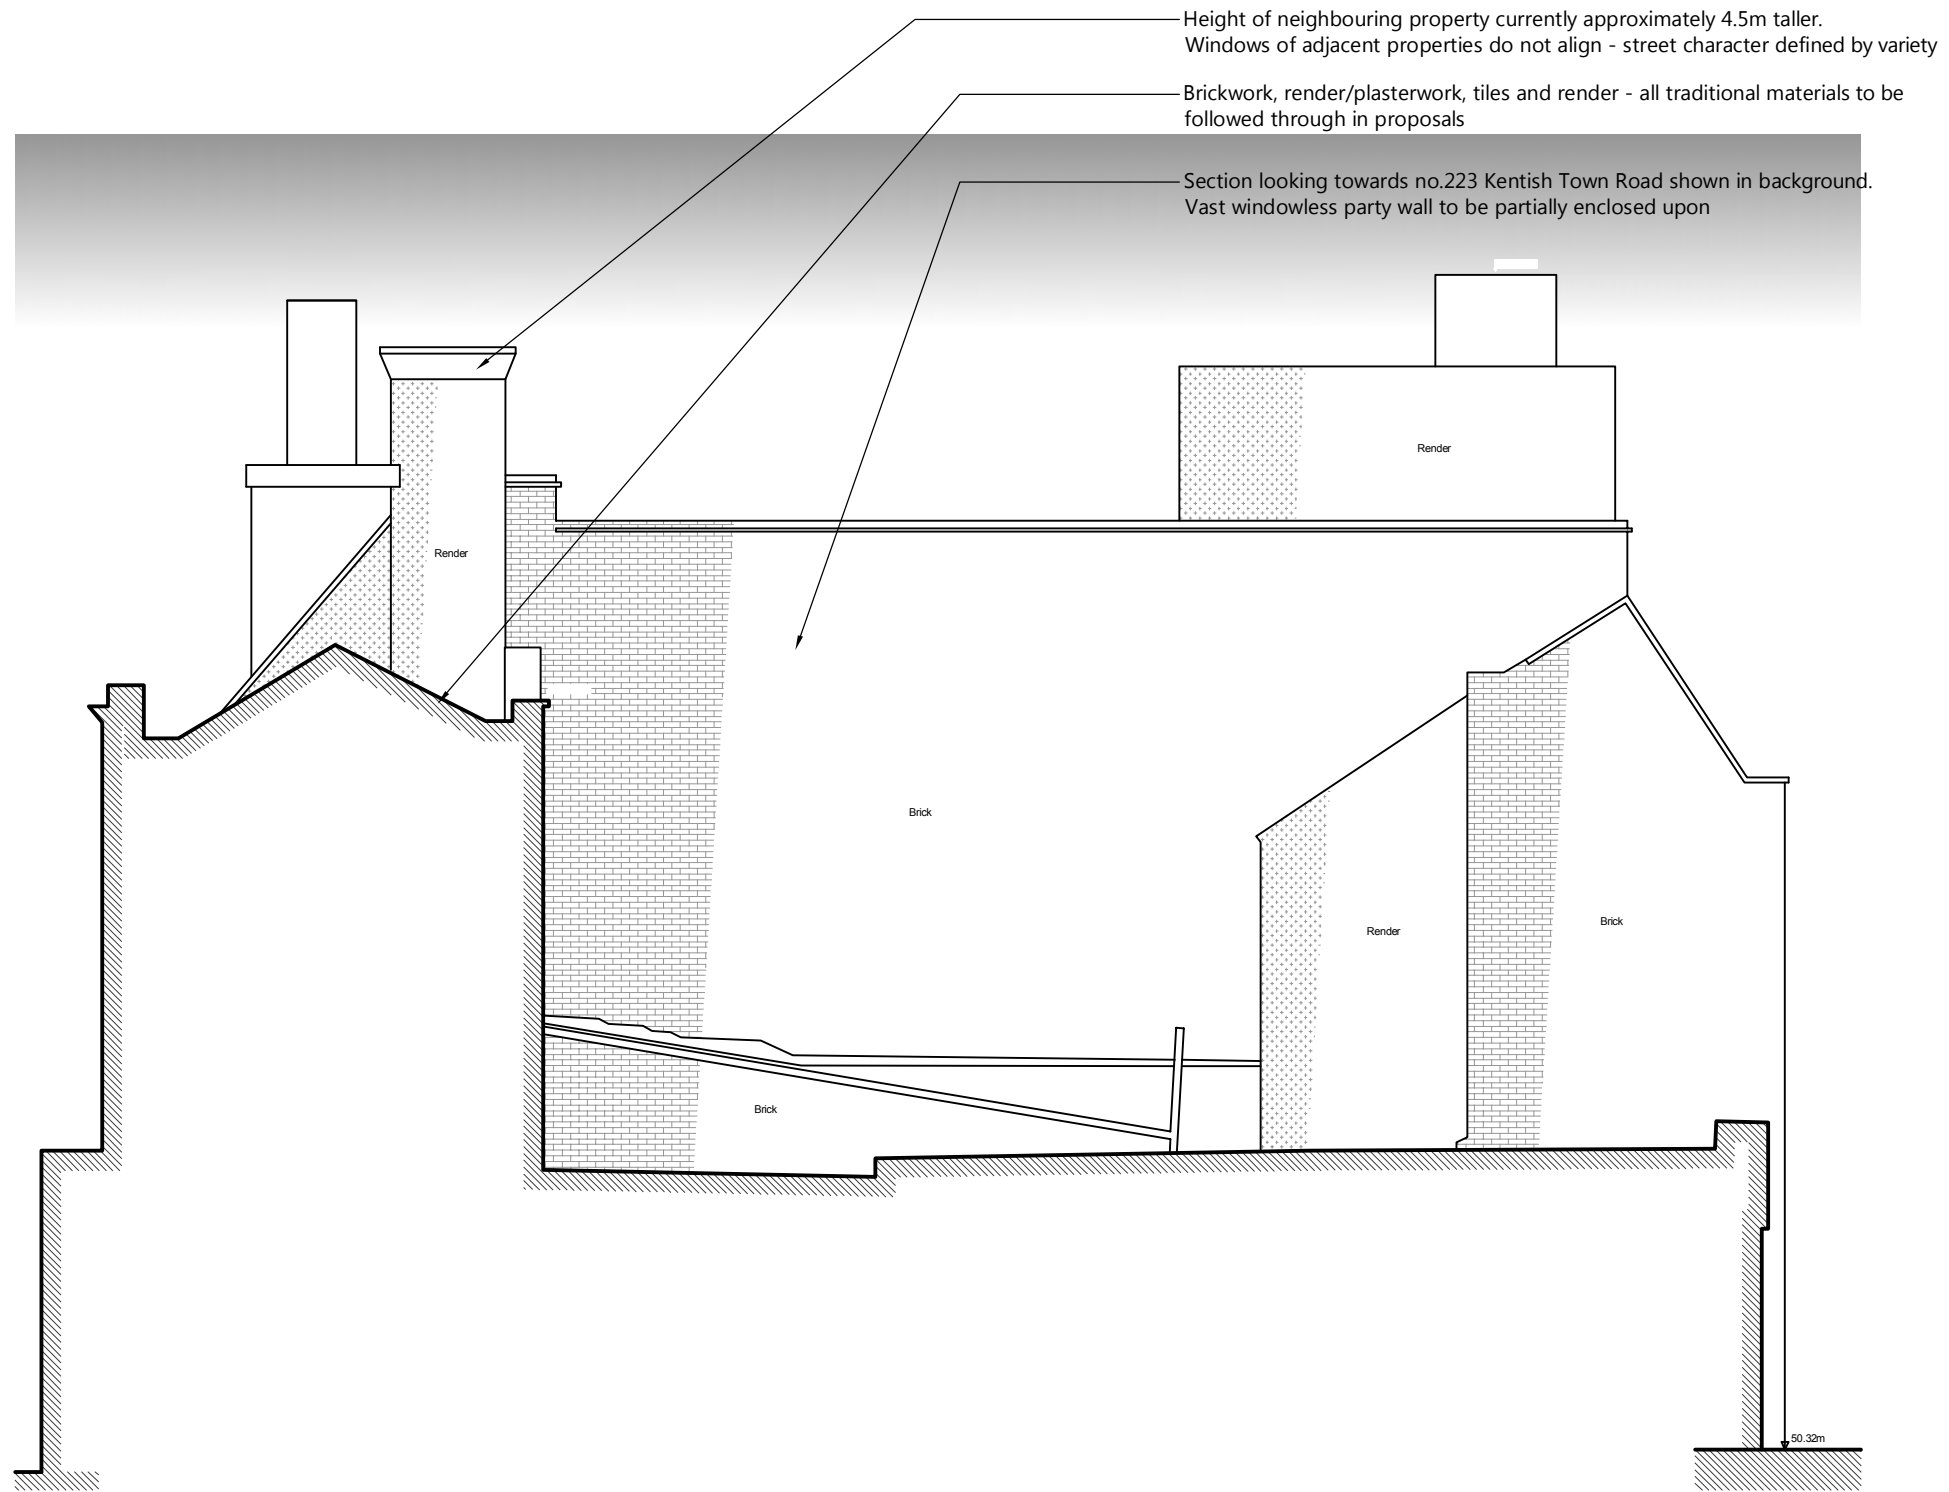 Height of neighbouring property currently approximately 4.5m taller.
Windows of adjacent properties do not align - street character defined by variety
Brickwork, render/plasterwork, tiles and render - all traditional materials to be
followed through in proposals
Section looking towards no.223 Kentish Town Road shown in background.
Vast windowless party wall to be partially enclosed upon
Render
Render
Brick
Render
Brick
Brick
50.32m